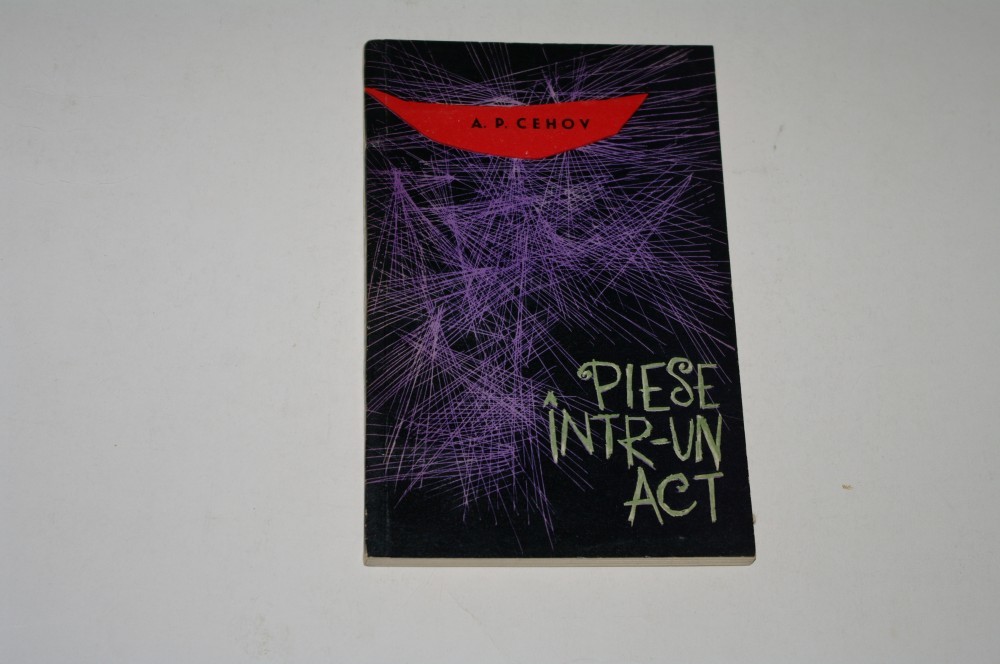 A. P. CEHOV
PIESE
ÎNTR-UN
ACT